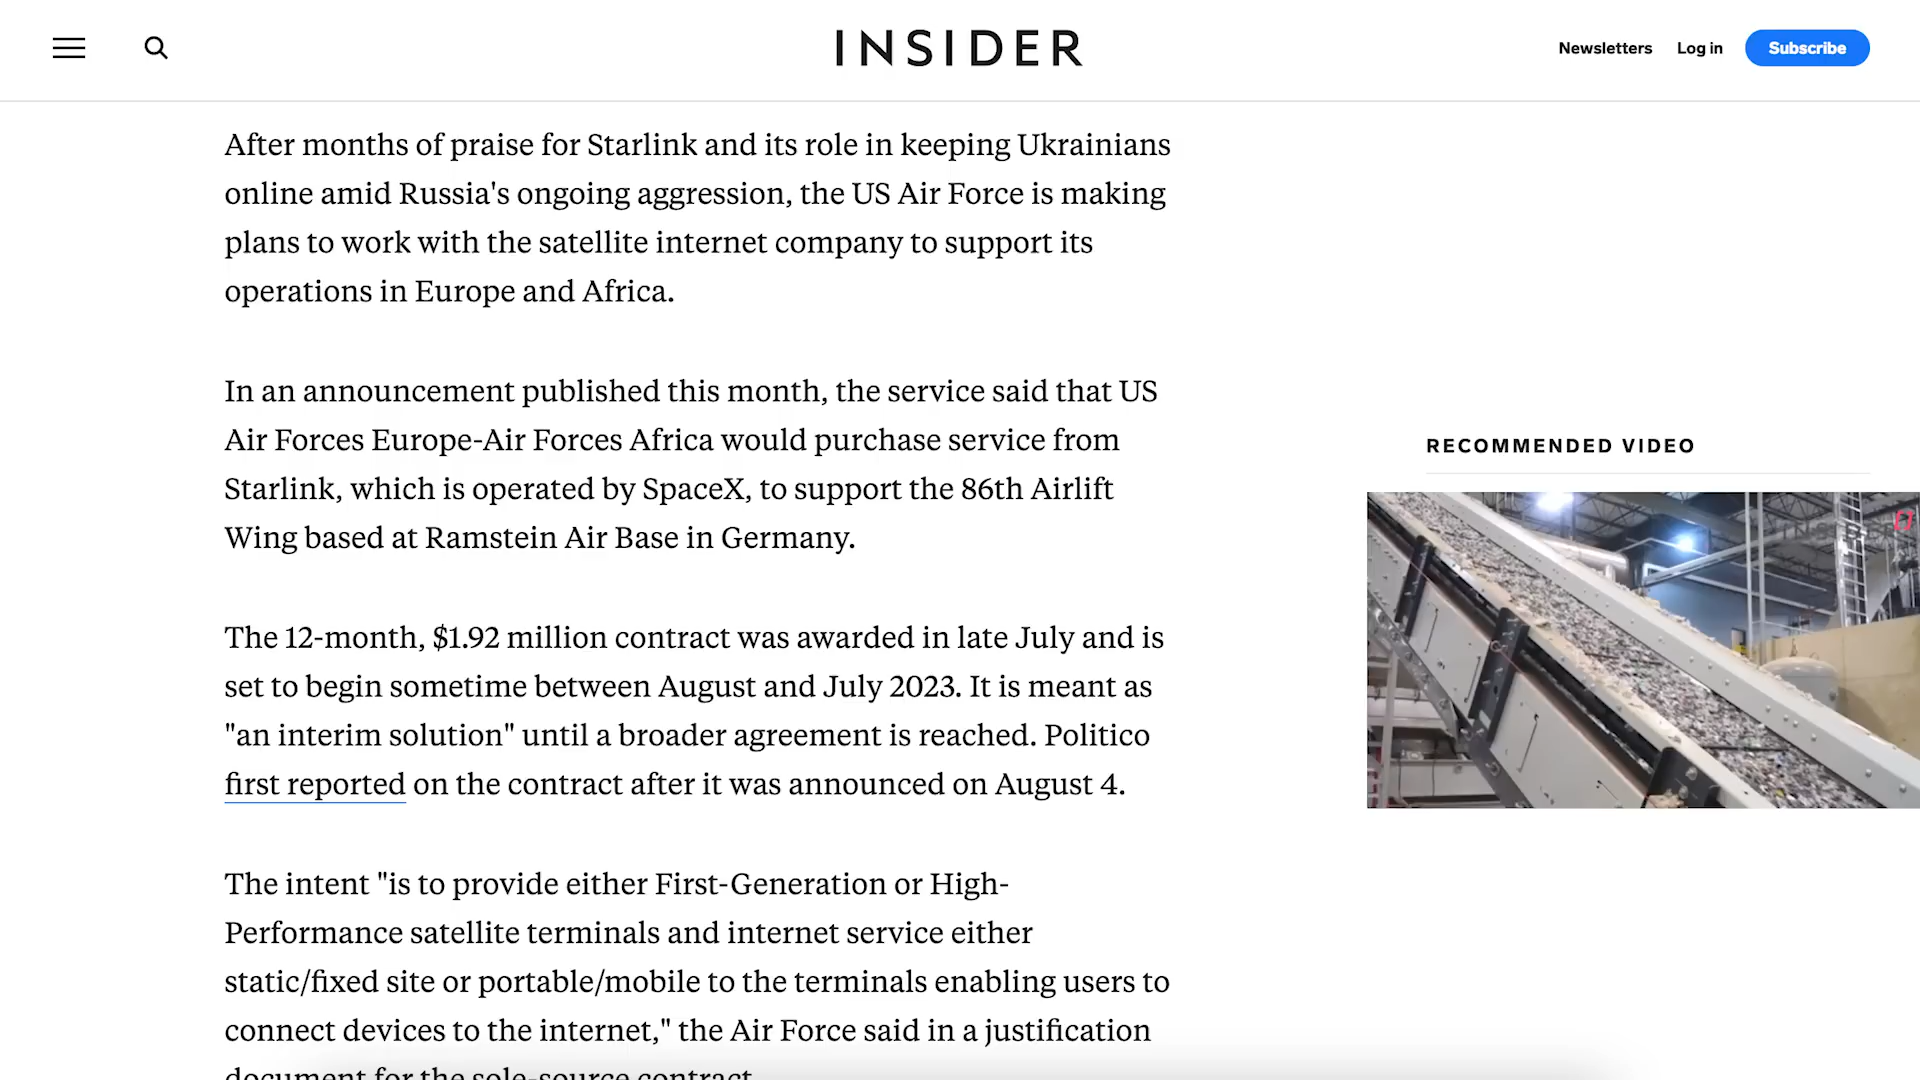 INSIDER
Newsletters Log in Subscribe
After months of praise for Starlink and its role in keeping Ukrainians
online amid Russia's ongoing aggression, the US Air Force is making
plans to work with the satellite internet company to support its
operations in Europe and Africa.
In an announcement published this month, the service said that US
Air Forces Europe-Air Forces Africa would purchase service from
Starlink, which is operated by SpaceX, to support the 86th Airlift
Wing based at Ramstein Air Base in Germany.
The 12-month, $1.92 million contract was awarded in late July and is
set to begin sometime between August and July 2023. It is meant as
"an interim solution" until a broader agreement is reached. Politico
first reported on the contract after it was announced on August 4.
The intent "is to provide either First-Generation or High-
Performance satellite terminals and internet service either
static/fixed site or portable/mobile to the terminals enabling users to
connect devices to the internet," the Air Force said in a justification
document for the sole-source contract.
RECOMMENDED VIDEO